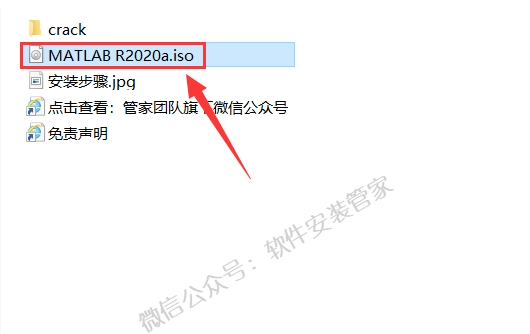 crack
MATLAB R2020a.iso
安装步骤.jpg
点击查看：管家团队旗下微信公众号
免责声明
微信公众号：软件安装管家